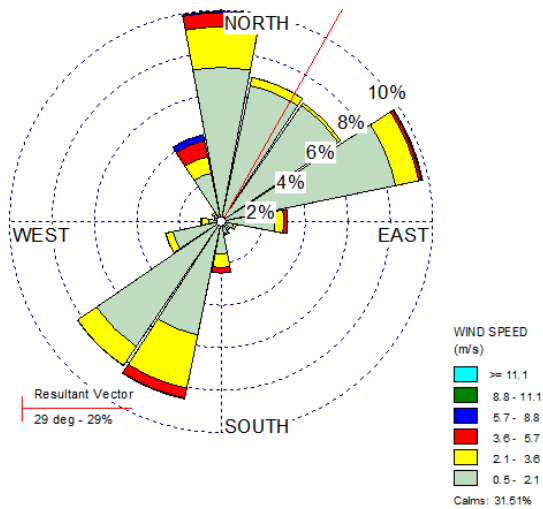 NORTH
10%
8%
6%
4%
2%
WEST
EAST
SOUTH
Resultant Vector
29 deg - 29%
WIND SPEED
(m/s)
>= 11.1
8.8 - 11.1
5.7 - 8.8
3.6 - 5.7
2.1 - 3.6
0.5 - 2.1
Calms: 31.51%